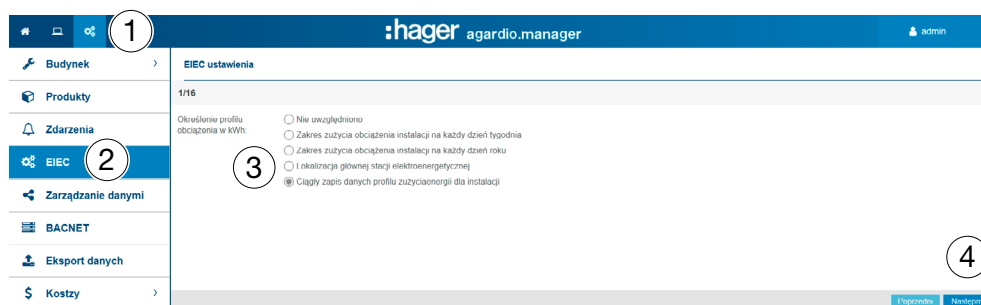 1
:hager agardio.manager
admin
Budynek
EIEC ustawienia
Produkty
1/16
Określenie profilu
obciążenia w kWh:
Nie uwzględniono
Zakres zużycia obciążenia instalacji na każdy dzień tygodnia
Zakres zużycia obciążenia instalacji na każdy dzień roku
Lokalizacja głównej stacji elektroenergetycznej
Ciągły zapis danych profilu zużyciaonergii dla instalacji
Zdarzenia
EIEC
2
3
Zarządzanie danymi
BACNET
Eksport danych
4
Kostzy
Poprzedni
Następn